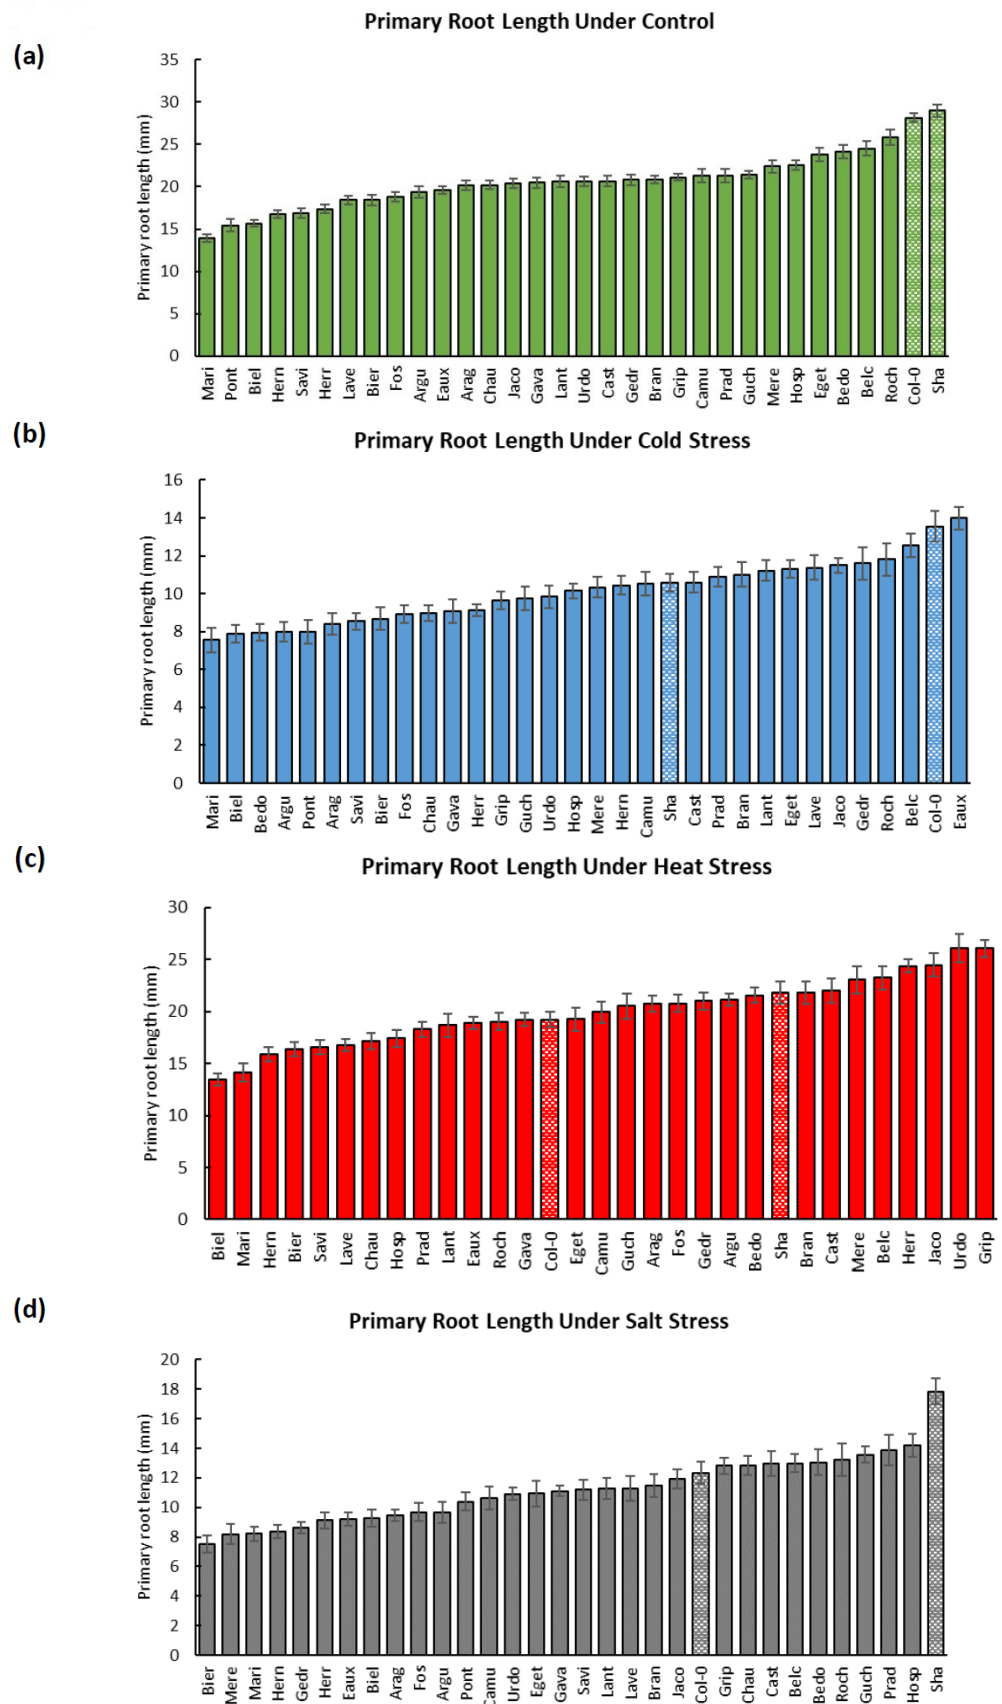 Primary Root Length Under Control
(a)
Primary root length (mm)
35
30
25
20
15
10
5
0
Mari Pont Biel Hern Savi Herr Lave Bier Fos Argu Eaux Arag Chau Jaco Gava Lant Urdo Cast Gedr Bran Grip Camu Prad Guch Mere Hosp Eget Bedo Belc Roch Col-0 Sha
(b)
Primary Root Length Under Cold Stress
Primary root length (mm)
16
14
12
10
8
6
4
2
0
Mari Biel Bedo Argu Pont Arag Savi Bier Fos Chau Gava Herr Grip Guch Urdo Hosp Mere Hern Camu Sha Cast Prad Bran Lant Eget Lave Jaco Gedr Roch Belc Col-0 Eaux
(c)
Primary Root Length Under Heat Stress
Primary root length (mm)
30
25
20
15
10
5
0
Biel Mari Hern Bier Savi Lave Chau Hosp Prad Lant Eaux Roch Gava Col-0 Eget Camu Guch Arag Fos Gedr Argu Bedo Sha Bran Cast Mere Belc Herr Jaco Urdo Grip
(d)
Primary Root Length Under Salt Stress
Primary root length (mm)
20
18
16
14
12
10
8
6
4
2
0
Bier Mere Mari Hern Gedr Herr Eaux Biel Arag Fos Argu Pont Camu Urdo Eget Gava Savi Lant Lave Bran Jaco Col-0 Grip Chau Cast Belc Bedo Roch Guch Prad Hosp Sha